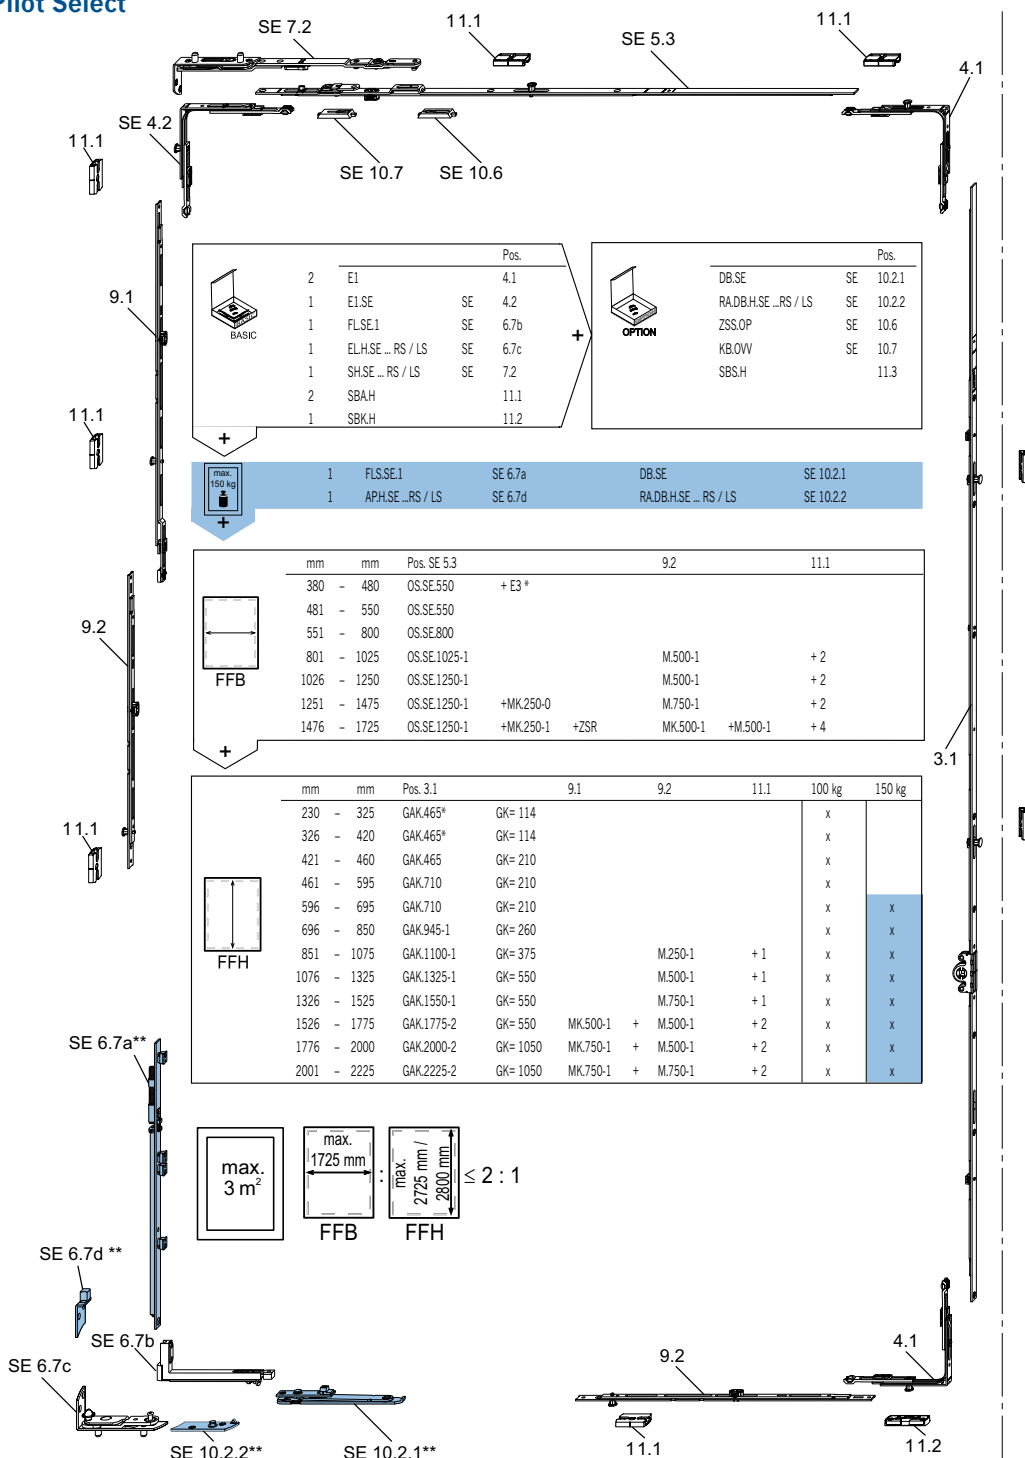 Pilot Select
SE 7.2
11.1
SE 5.3
11.1
4.1
SE 4.2
11.1
SE 10.7
SE 10.6
Pos.
2 E1 4.1
1 E1.SE SE 4.2
1 FL.SE.1 SE 6.7b
1 EL.H.SE ... RS / LS SE 6.7c
1 SH.SE ... RS / LS SE 7.2
2 SBA.H 11.1
1 SBK.H 11.2
BASIC
+
+
Pos.
DB.SE SE 10.2.1
RA.DB.H.SE ...RS / LS SE 10.2.2
ZSS.OP SE 10.6
KB.OVV SE 10.7
SBS.H 11.3
OPTION
9.1
11.1
max.
150 kg
+
1 FLS.SE.1 SE 6.7a DB.SE SE 10.2.1
1 AP.H.SE ...RS / LS SE 6.7d RA.DB.H.SE ... RS / LS SE 10.2.2
mm mm Pos. SE 5.3 9.2 11.1
380 – 480 OS.SE.550 + E3 *
481 – 550 OS.SE.550
551 – 800 OS.SE.800
801 – 1025 OS.SE.1025-1 M.500-1 + 2
1026 – 1250 OS.SE.1250-1 M.500-1 + 2
1251 – 1475 OS.SE.1250-1 +MK.250-0 M.750-1 + 2
1476 – 1725 OS.SE.1250-1 +MK.250-1 +ZSR MK.500-1 +M.500-1 + 4
FFB
+
9.2
3.1
11.1
mm mm Pos. 3.1 9.1 9.2 11.1 100 kg 150 kg
230 – 325 GAK.465* GK= 114 x
326 – 420 GAK.465* GK= 114 x
421 – 460 GAK.465 GK= 210 x
461 – 595 GAK.710 GK= 210 x
596 – 695 GAK.710 GK= 210 x x
696 – 850 GAK.945-1 GK= 260 x x
851 – 1075 GAK.1100-1 GK= 375 M.250-1 + 1 x x
1076 – 1325 GAK.1325-1 GK= 550 M.500-1 + 1 x x
1326 – 1525 GAK.1550-1 GK= 550 M.750-1 + 1 x x
1526 – 1775 GAK.1775-2 GK= 550 MK.500-1 + M.500-1 + 2 x x
1776 – 2000 GAK.2000-2 GK= 1050 MK.750-1 + M.500-1 + 2 x x
2001 – 2225 GAK.2225-2 GK= 1050 MK.750-1 + M.750-1 + 2 x x
FFH
SE 6.7a**
max.
3 m²
max.
1725 mm
FFB
:
max.
2725 mm /
2800 mm
FFH
≤ 2 : 1
SE 6.7d **
SE 6.7b
SE 6.7c
SE 10.2.2**
SE 10.2.1**
9.2
4.1
11.1
11.2